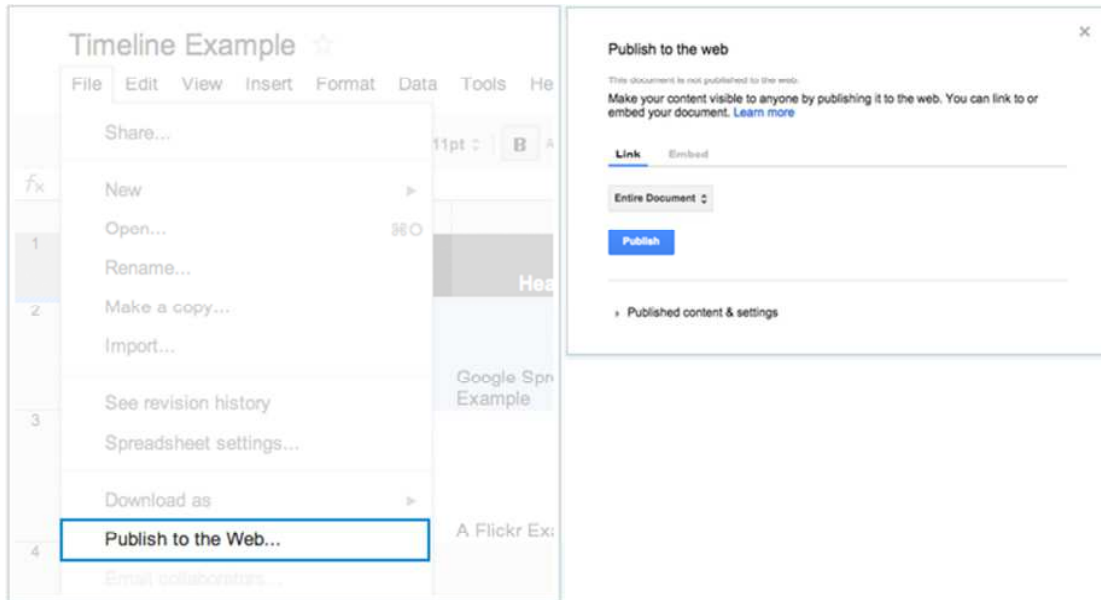 Timeline Example
File Edit View Insert Format Data Tools He
Share...
11pt B
fx
New
Open... ⌘O
1
Rename...
Hea
2
Make a copy...
Import...
Google Spr
Example
See revision history
3
Spreadsheet settings...
Download as
A Flickr Exa
Publish to the Web...
4
Email collaborators...
Publish to the web
This document is not published to the web.
Make your content visible to anyone by publishing it to the web. You can link to or
embed your document. Learn more
Link Embed
Entire Document
Publish
Published content & settings